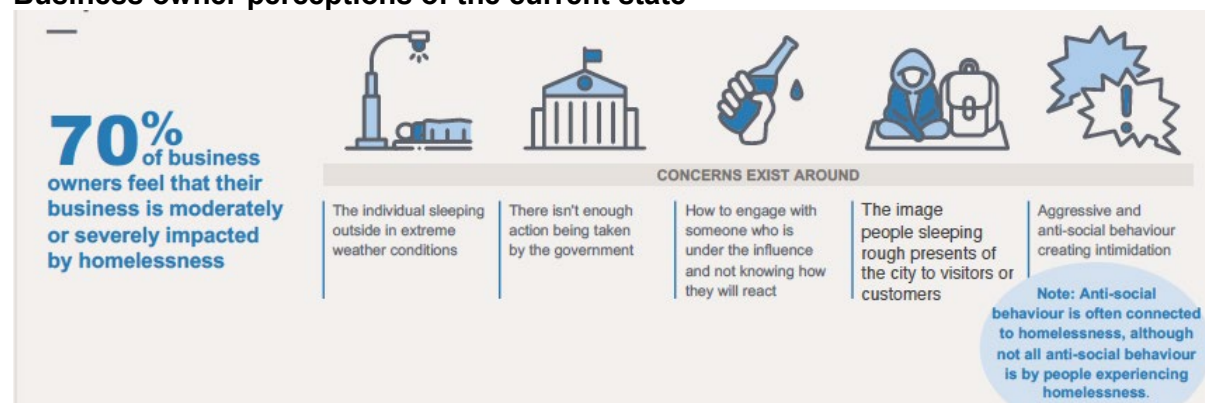 Business owner perceptions of the current state
70%
of business
owners feel that their
business is moderately
or severely impacted
by homelessness
CONCERNS EXIST AROUND
The individual sleeping
outside in extreme
weather conditions
There isn't enough
action being taken
by the government
How to engage with
someone who is
under the influence
and not knowing how
they will react
The image
people sleeping
rough presents of
the city to visitors or
customers
Aggressive and
anti-social behaviour
creating intimidation
Note: Anti-social
behaviour is often connected
to homelessness, although
not all anti-social behaviour
is by people experiencing
homelessness.